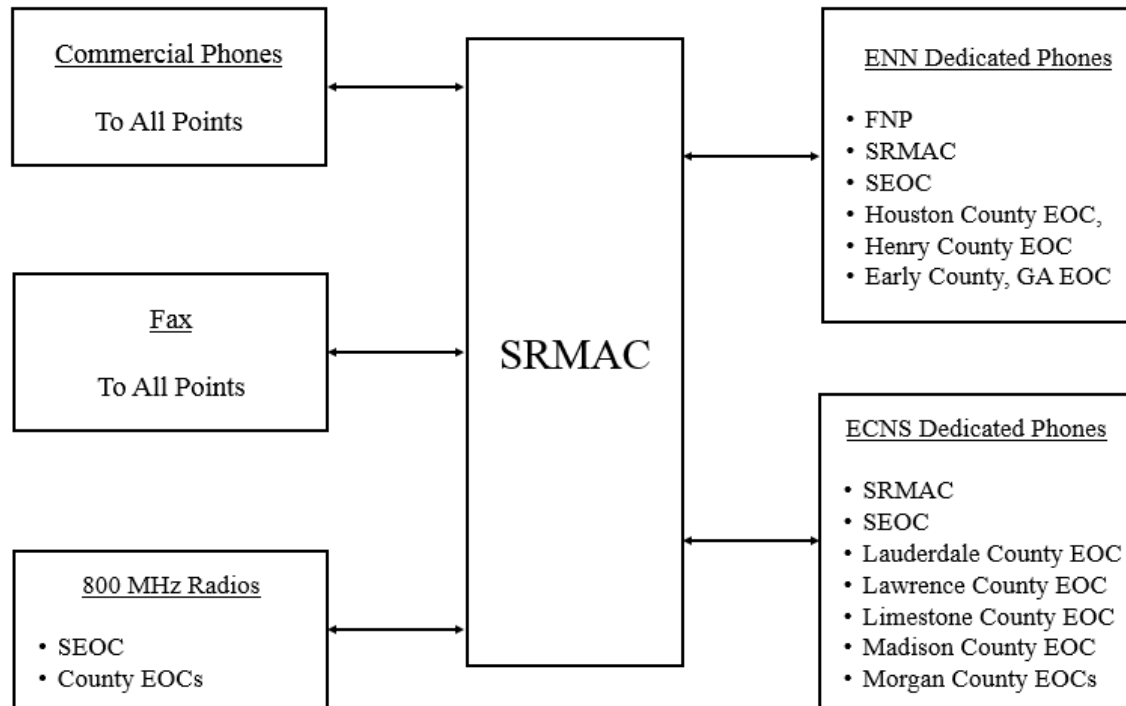 Commercial Phones
To All Points
Fax
To All Points
800 MHz Radios
• SEOC
• County EOCs
SRMAC
ENN Dedicated Phones
• FNP
• SRMAC
• SEOC
• Houston County EOC,
• Henry County EOC
• Early County, GA EOC
ECNS Dedicated Phones
• SRMAC
• SEOC
• Lauderdale County EOC
• Lawrence County EOC
• Limestone County EOC
• Madison County EOC
• Morgan County EOCs